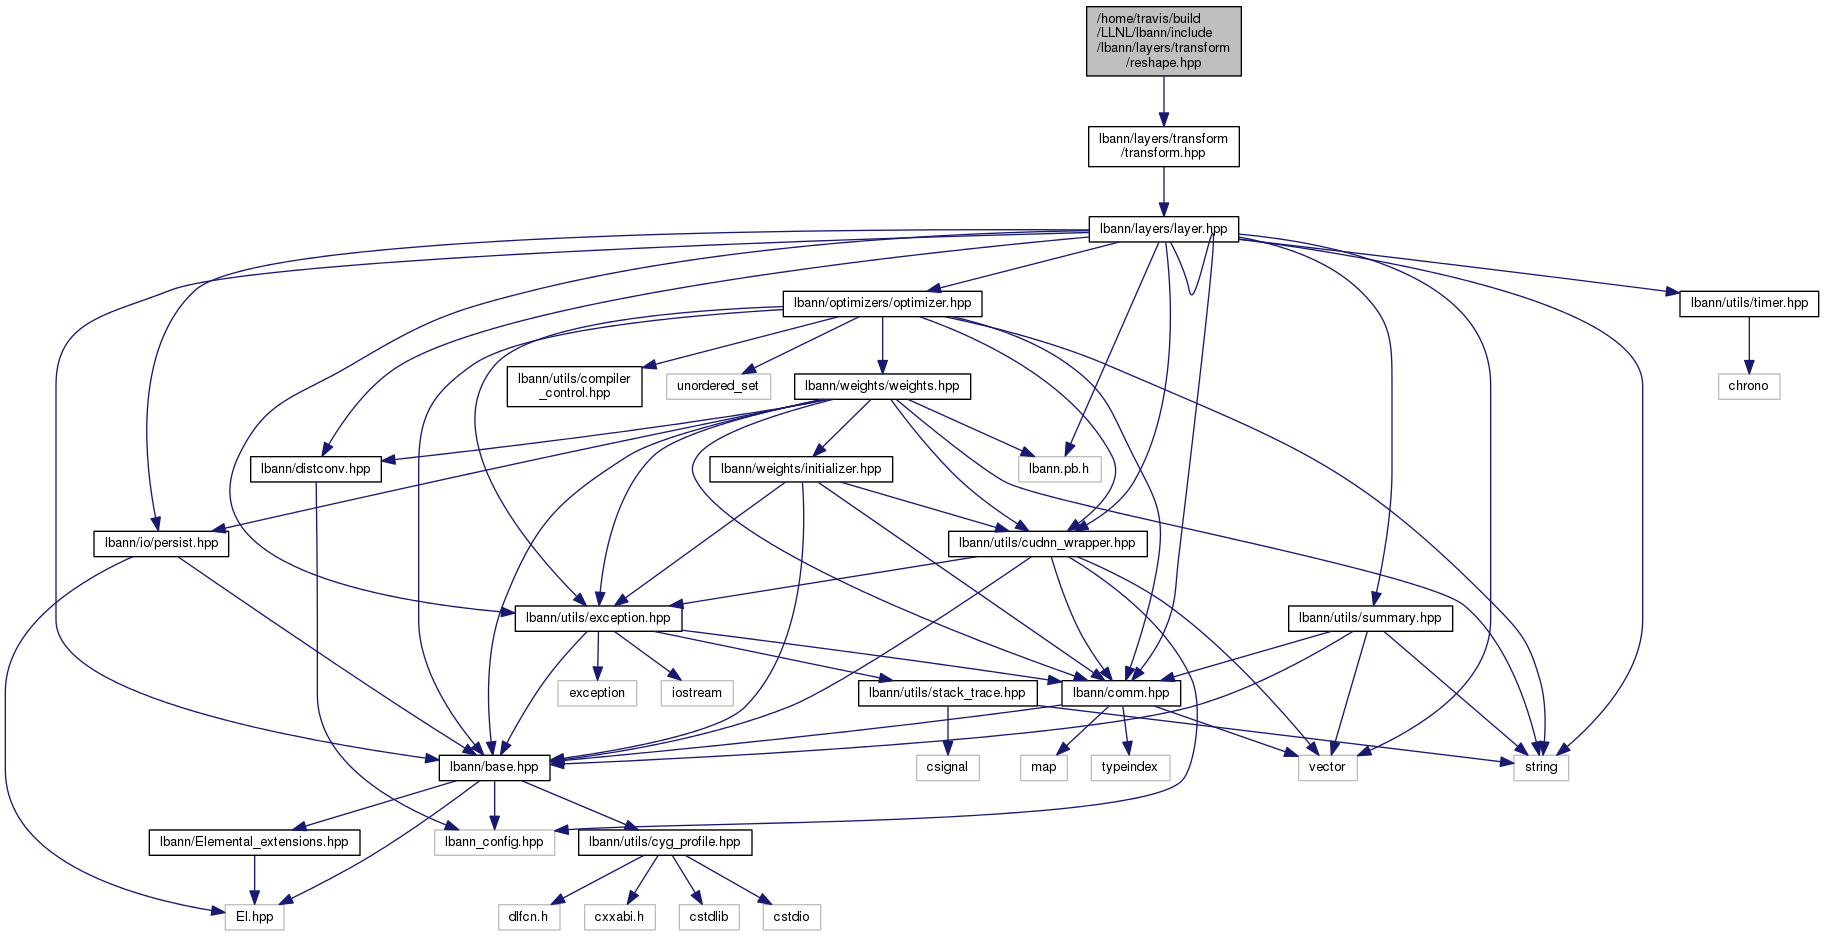 /home/travis/build
/LLNL/lbann/include
/lbann/layers/transform
/reshape.hpp
lbann/layers/transform
/transform.hpp
lbann/layers/layer.hpp
lbann/optimizers/optimizer.hpp
lbann/utils/timer.hpp
lbann/utils/compiler
_control.hpp
unordered_set
lbann/weights/weights.hpp
chrono
lbann/distconv.hpp
lbann/weights/initializer.hpp
lbann.pb.h
lbann/io/persist.hpp
lbann/utils/cudnn_wrapper.hpp
lbann/utils/exception.hpp
lbann/utils/summary.hpp
exception
iostream
lbann/utils/stack_trace.hpp
lbann/comm.hpp
lbann/base.hpp
csignal
map
typeindex
vector
string
lbann/Elemental_extensions.hpp
lbann_config.hpp
lbann/utils/cyg_profile.hpp
El.hpp
dlfcn.h
cxxabi.h
cstdlib
cstdio